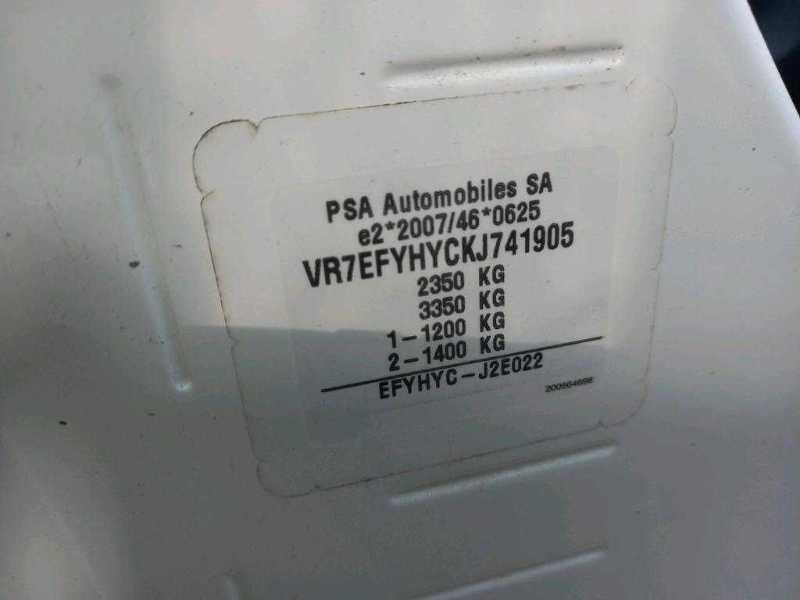 PSA Automobiles SA
e2*2007/46*0625
VR7EFYHYCKJ741905
2350 KG
3350 KG
1-1200 KG
2-1400 KG
EFYHYC-J2E022